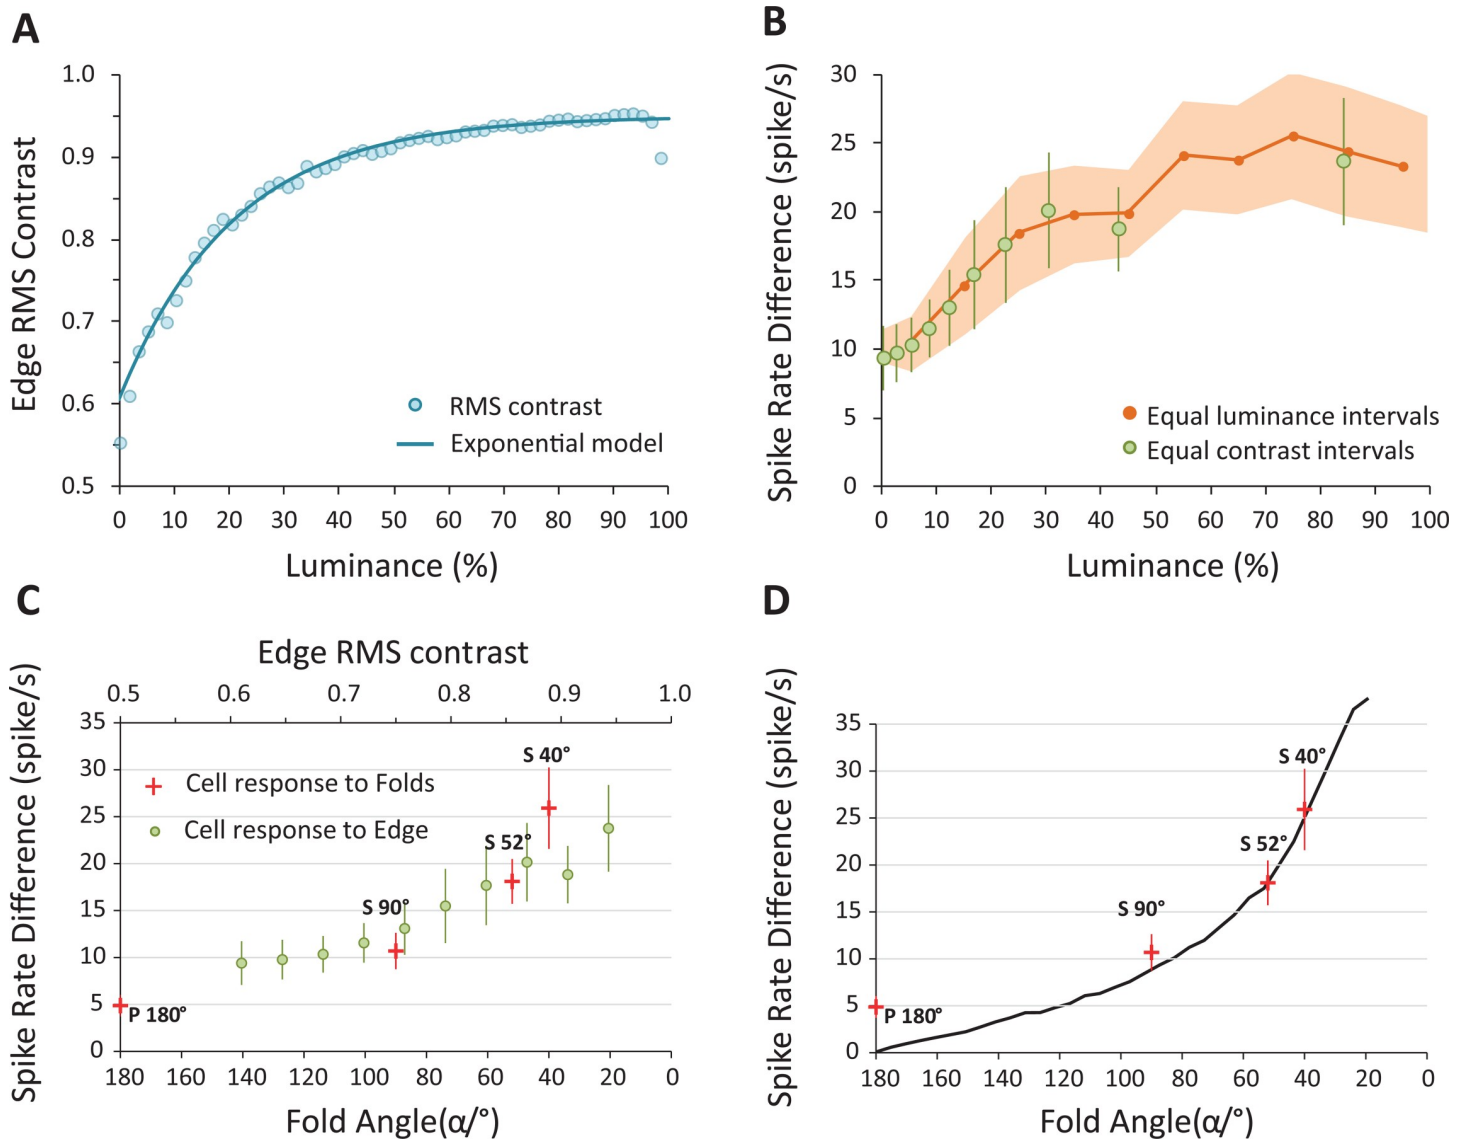 A
Edge RMS Contrast
1.0
0.9
0.8
0.7
0.6
0.5
RMS contrast
Exponential model
0 10 20 30 40 50 60 70 80 90 100
Luminance (%)
B
Spike Rate Difference (spike/s)
30
25
20
15
10
5
0
Equal luminance intervals
Equal contrast intervals
0 10 20 30 40 50 60 70 80 90 100
Luminance (%)
C
Edge RMS contrast
0.5 0.6 0.7 0.8 0.9 1.0
Spike Rate Difference (spike/s)
35
30
25
20
15
10
5
0
Cell response to Folds
Cell response to Edge
S 40°
S 52°
S 90°
P 180°
180 160 140 120 100 80 60 40 20 0
Fold Angle(α/°)
D
Spike Rate Difference (spike/s)
35
30
25
20
15
10
5
0
S 40°
S 52°
S 90°
P 180°
180 160 140 120 100 80 60 40 20 0
Fold Angle(α/°)